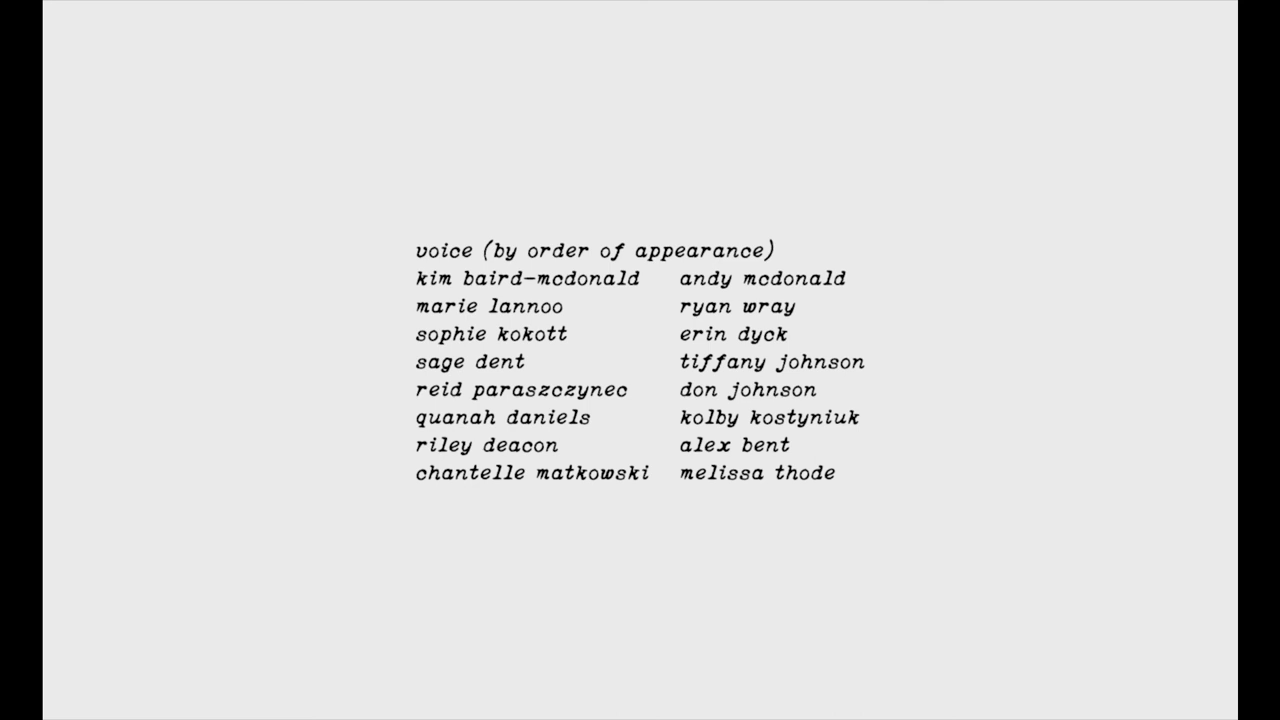 voice (by order of appearance)
kim baird-mcdonald andy mcdonald
marie lannoo ryan wray
sophie kokott erin dyck
sage dent tiffany johnson
reid paraszczynec don johnson
quanah daniels kolby kostyniuk
riley deacon alex bent
chantelle matkowski melissa thode